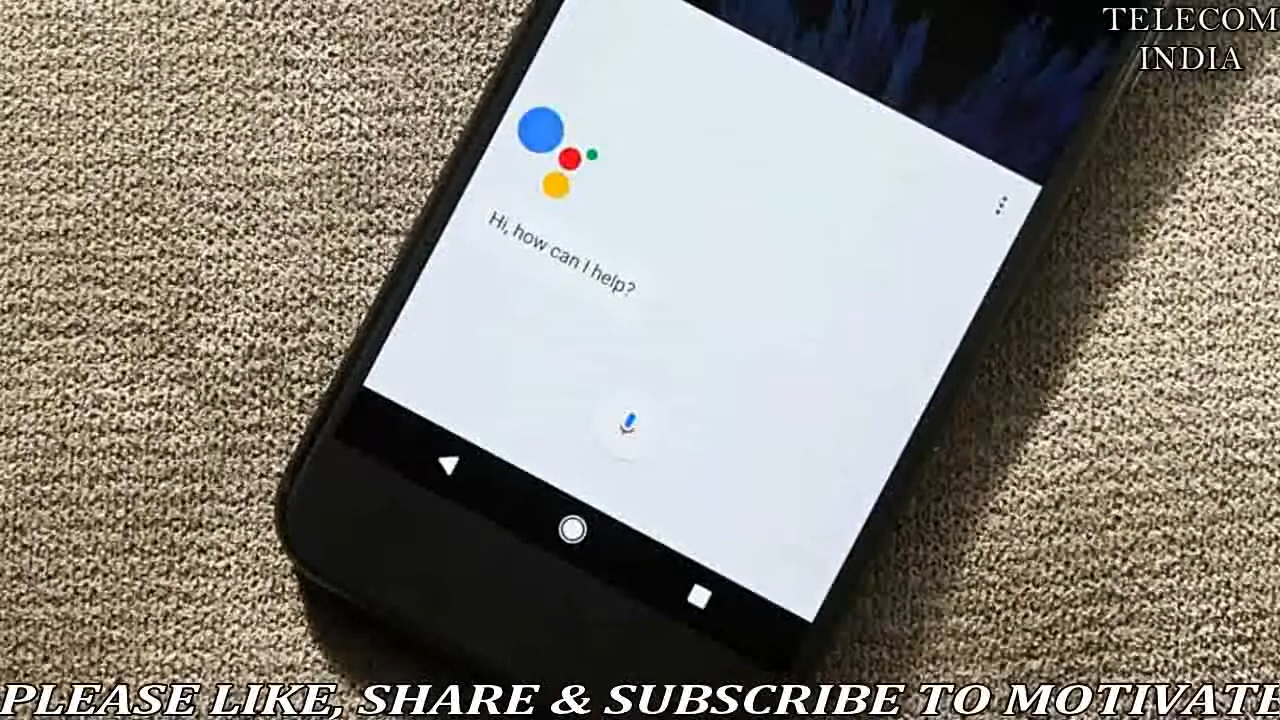 TELECOM
INDIA
Hi, how can I help?
PLEASE LIKE, SHARE & SUBSCRIBE TO MOTIVATE